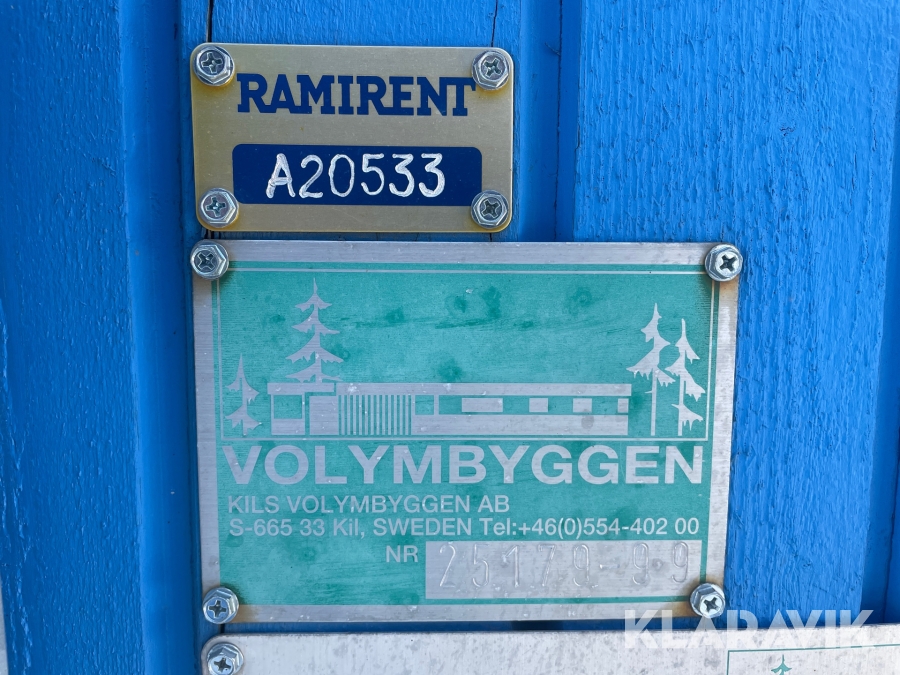 RAMIRENT
A20533
VOLYMBYGGEN
KILS VOLYMBYGGEN AB
S-665 33 Kil, SWEDEN Tel:+46(0)554-402 00
NR 25179 99
KLARAVIK